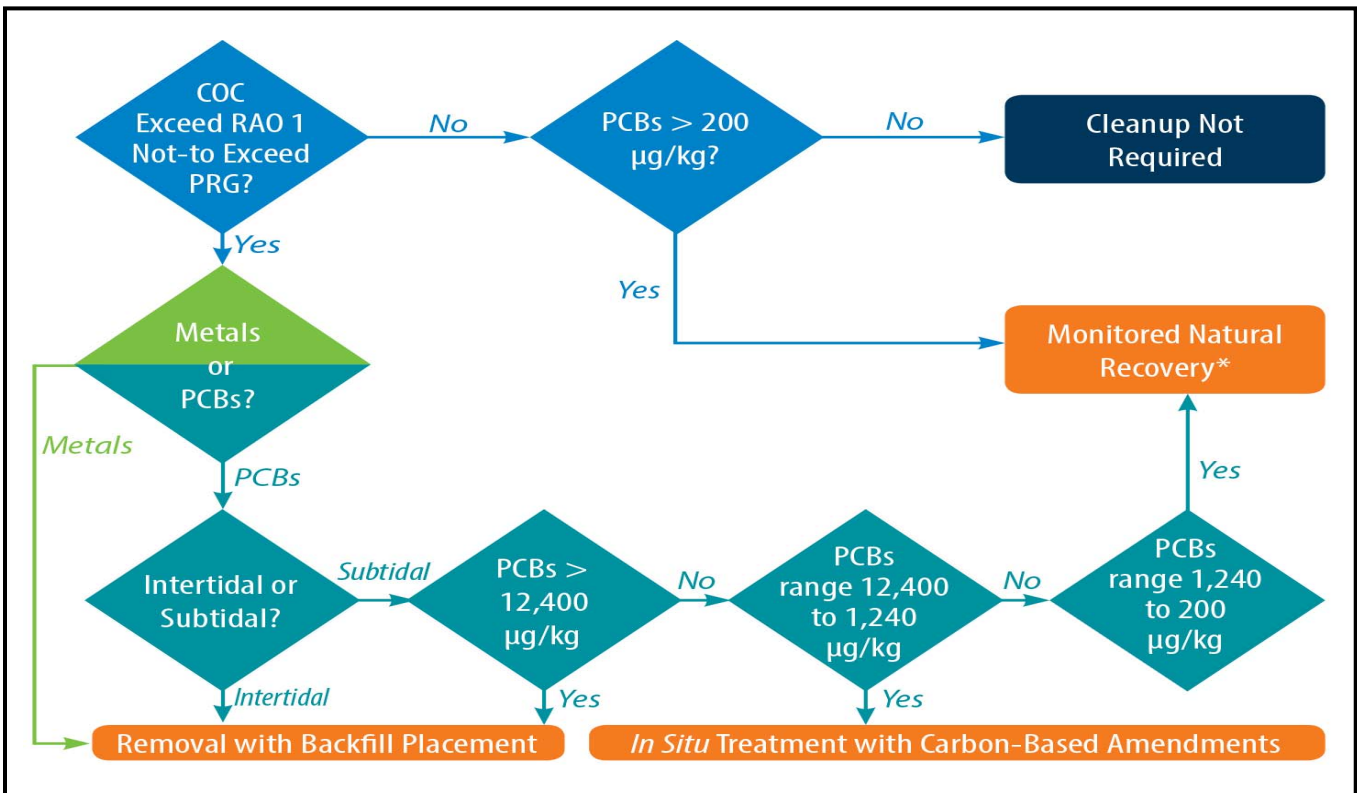 COC
Exceed RAO 1
Not-to Exceed
PRG?
No
PCBs > 200
µg/kg?
No
Cleanup Not
Required
Yes
Yes
Metals
or
PCBs?
Monitored Natural
Recovery*
Metals
PCBs
Yes
Intertidal or
Subtidal?
Subtidal
PCBs >
12,400
µg/kg
No
PCBs
range 12,400
to 1,240
µg/kg
No
PCBs
range 1,240
to 200
µg/kg
Intertidal
Yes
Yes
Removal with Backfill Placement
In Situ Treatment with Carbon-Based Amendments